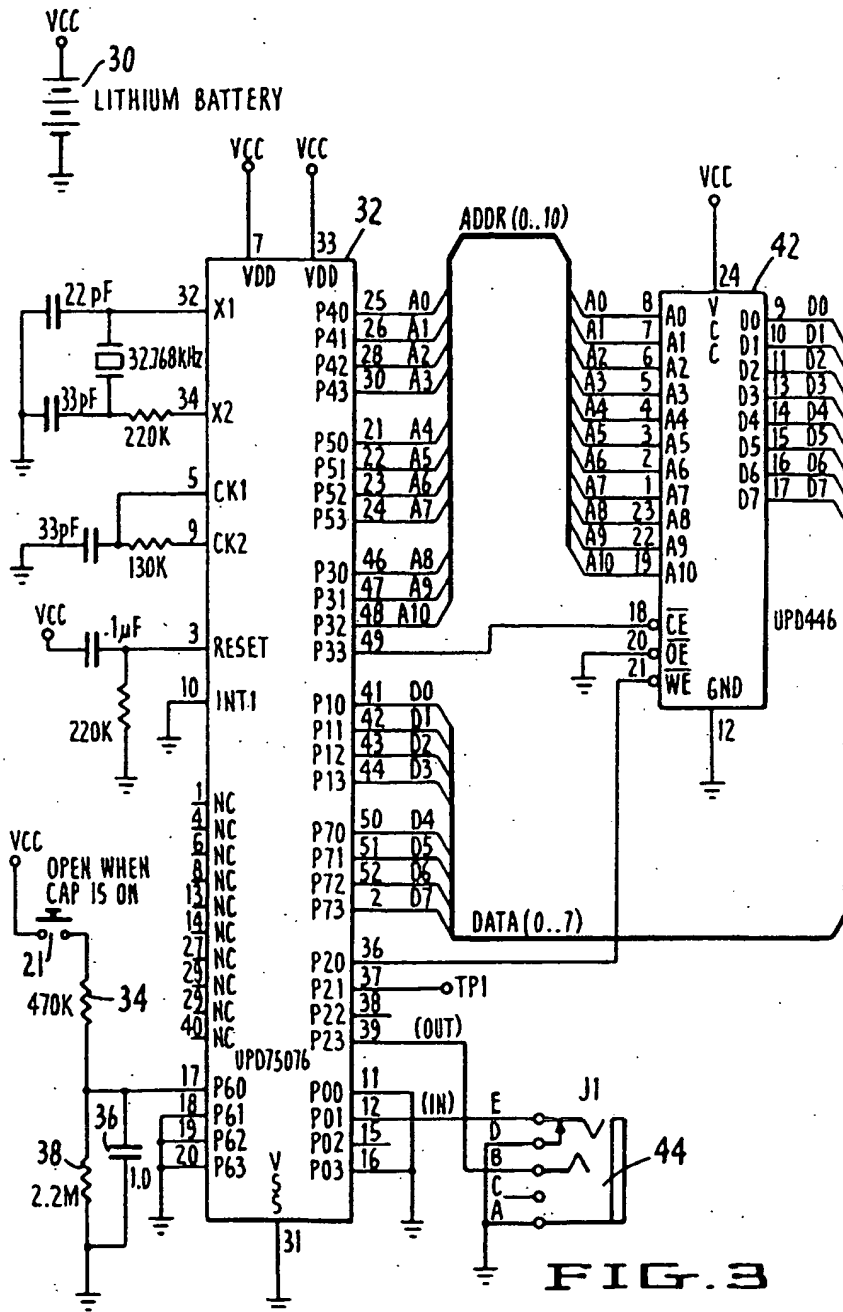 VCC
30
LITHIUM BATTERY
VCC
VCC
7
33
32
VDD
VDD
22 pF
32
X1
32.768kHz
33pF
220K
34
X2
5
CK1
33pF
9
CK2
130K
VCC
.1µF
3
RESET
220K
10
INT1
1 NC
4 NC
6 NC
8 NC
13 NC
14 NC
27 NC
NC
29 NC
40 NC
VCC
OPEN WHEN
CAP IS ON
21
470K
34
UPD75076
17 P60
18 P61
19 P62
20 P63
36
1.0
38
2.2M
V
S
S
31
P40 25 A0
P41 26 A1
P42 28 A2
P43 30 A3
P50 21 A4
P51 22 A5
P52 23 A6
P53 24 A7
P30 46 A8
P31 47 A9
P32 48 A10
P33 49
P10 41 D0
P11 42 D1
P12 43 D2
P13 44 D3
P70 50 D4
P71 51 D5
P72 52 D6
P73 2 D7
P20 36
P21 37 TP1
P22 38
P23 39 (OUT)
P00 11
P01 12 (IN)
P02 15
P03 16
ADDR (0..10)
DATA (0..7)
VCC
24
42
V
C
C
A0 8 A0
A1 7 A1
A2 6 A2
A3 5 A3
A4 4 A4
A5 3 A5
A6 2 A6
A7 1 A7
A8 23 A8
A9 22 A9
A10 19 A10
18 CE
20 OE
21 WE
GND
12
UPD446
D0 9 D0
D1 10 D1
D2 11 D2
D3 13 D3
D4 14 D4
D5 15 D5
D6 16 D6
D7 17 D7
J1
E
D
B
C
A
44
FIG.3